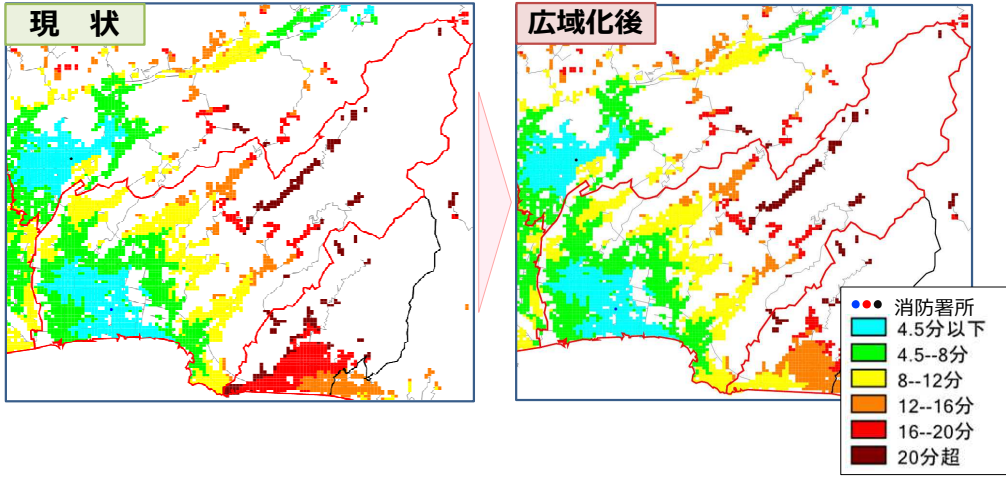 現　状
広域化後
消防署所
4.5分以下
4.5--8分
8--12分
12--16分
16--20分
20分超